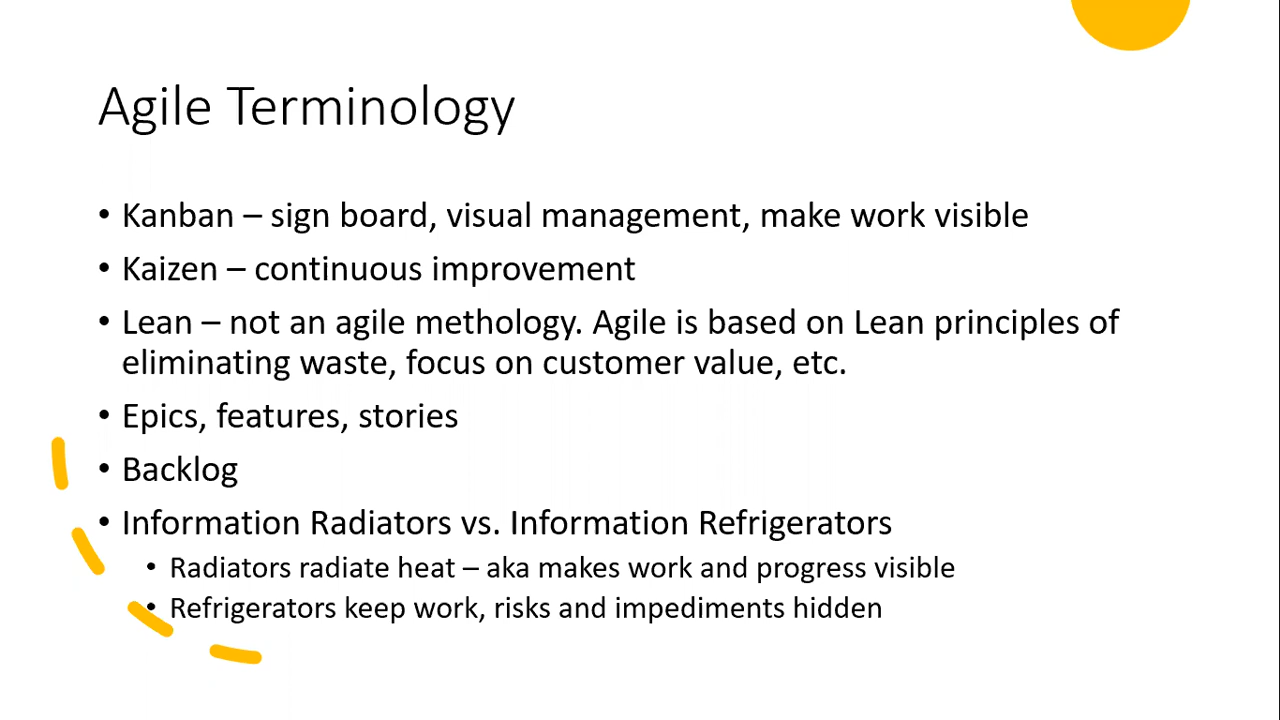 Agile Terminology
• Kanban – sign board, visual management, make work visible
• Kaizen – continuous improvement
• Lean – not an agile methology. Agile is based on Lean principles of
eliminating waste, focus on customer value, etc.
• Epics, features, stories
• Backlog
• Information Radiators vs. Information Refrigerators
• Radiators radiate heat – aka makes work and progress visible
• Refrigerators keep work, risks and impediments hidden